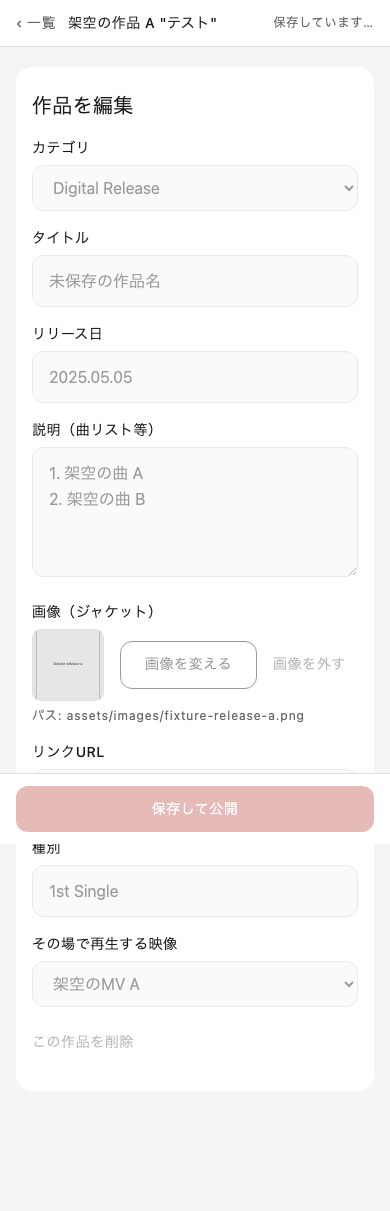 ‹ 一覧 架空の作品 A "テスト" 保存しています…
作品を編集
カテゴリ
Digital Release
タイトル
未保存の作品名
リリース日
2025.05.05
説明（曲リスト等）
1. 架空の曲 A
2. 架空の曲 B
画像（ジャケット）
fixture release a
画像を変える 画像を外す
パス: assets/images/fixture-release-a.png
リンクURL
保存して公開
種別
1st Single
その場で再生する映像
架空のMV A
この作品を削除